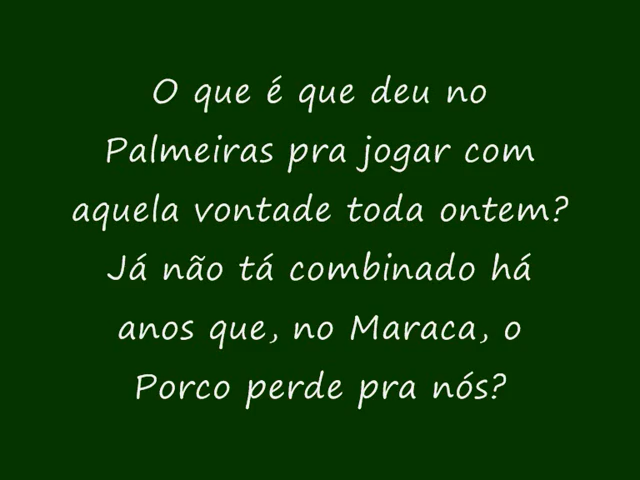 O que é que deu no
Palmeiras pra jogar com
aquela vontade toda ontem?
Já não tá combinado há
anos que, no Maraca, o
Porco perde pra nós?